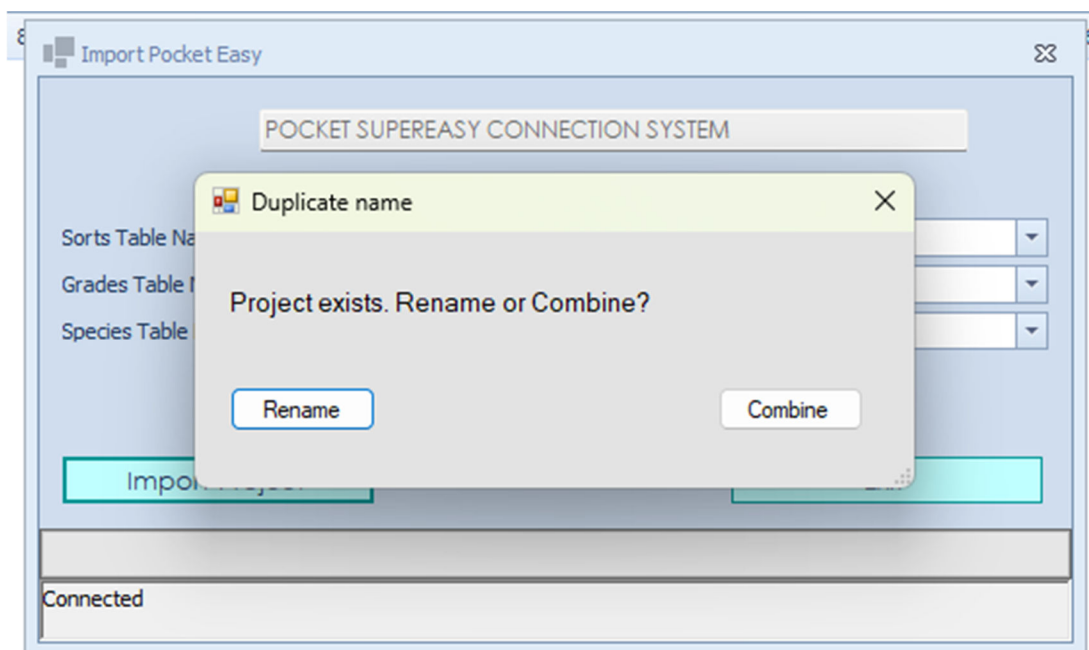 Import Pocket Easy
POCKET SUPEREASY CONNECTION SYSTEM
Duplicate name
Sorts Table
Grades Table
Species Table
Project exists. Rename or Combine?
Rename
Combine
Connected